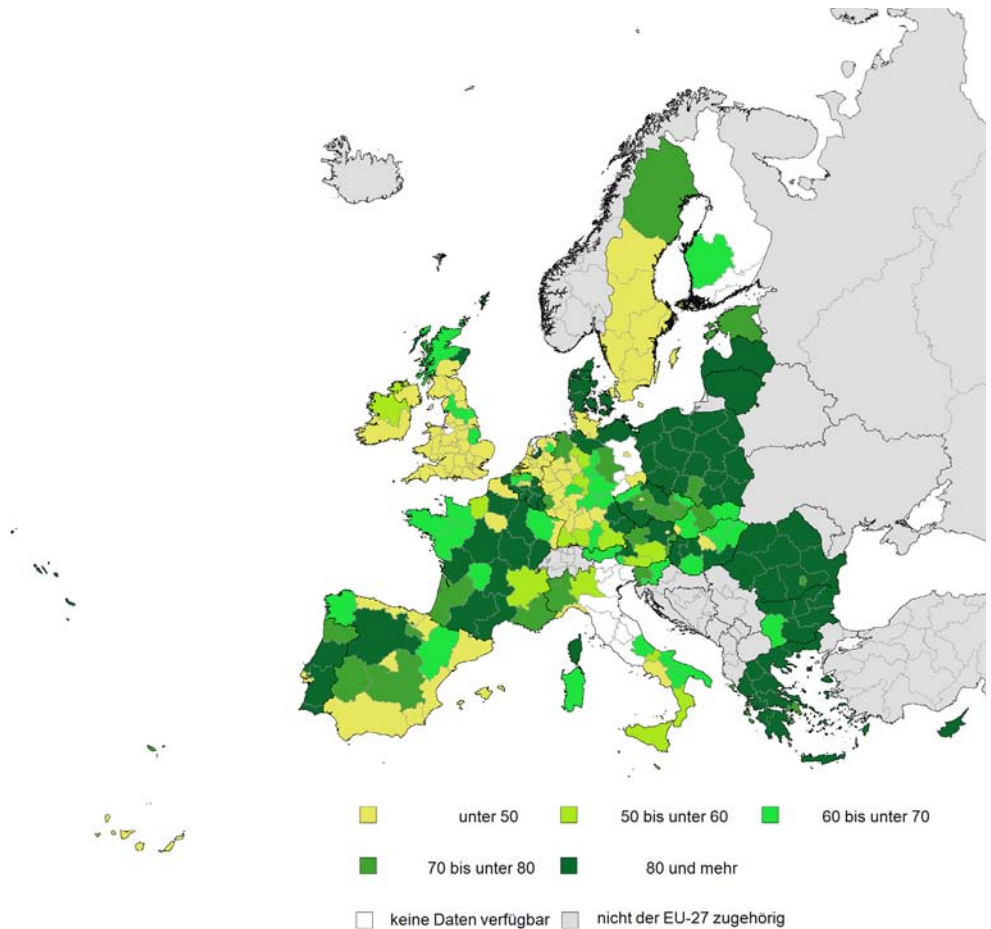 unter 50 50 bis unter 60 60 bis unter 70
70 bis unter 80 80 und mehr
keine Daten verfügbar nicht der EU-27 zugehörig